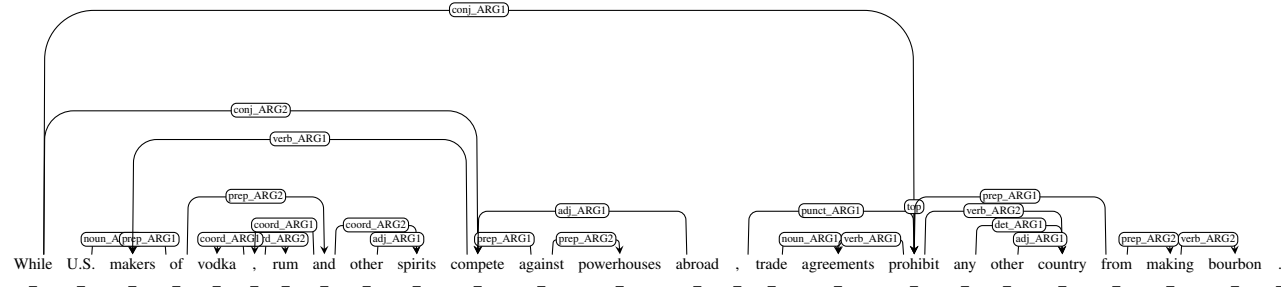 conj_ARG1
conj_ARG2
verb_ARG1
prep_ARG2 prep_ARG1
coord_ARG1 coord_ARG2 adj_ARG1 punct_ARG1 top verb_ARG2 det_ARG1
prep_ARG1 coord_ARG1 adj_ARG1 prep_ARG1 prep_ARG2 noun_ARG1 verb_ARG1 adj_ARG1 prep_ARG2 verb_ARG2
While U.S. makers of vodka , rum and other spirits compete against powerhouses abroad , trade agreements prohibit any other country from making bourbon .
_ _ _ _ _ _ _ _ _ _ _ _ _ _ _ _ _ _ _ _ _ _ _ _ _